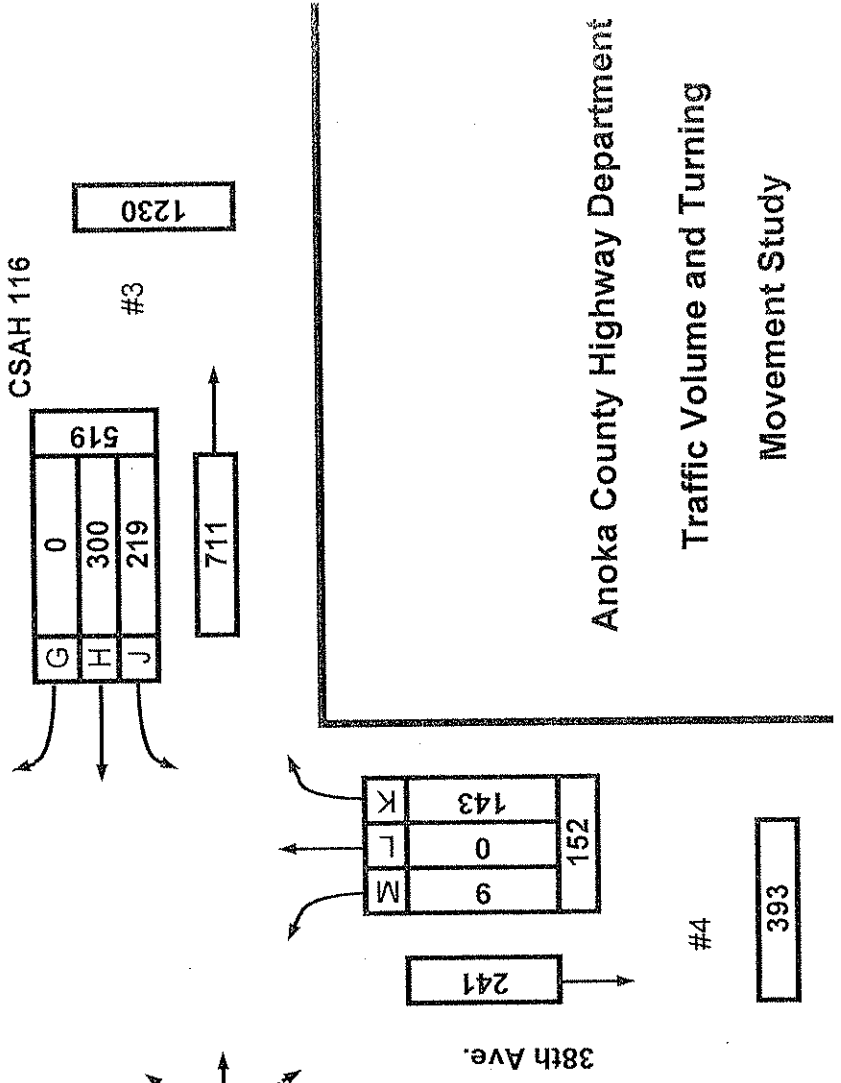 CSAH 116
#3
1230
G 0
H 300
J 219
519
711
K 143
L 0
M 9
152
241
#4
393
38th Ave.
Anoka County Highway Department
Traffic Volume and Turning
Movement Study